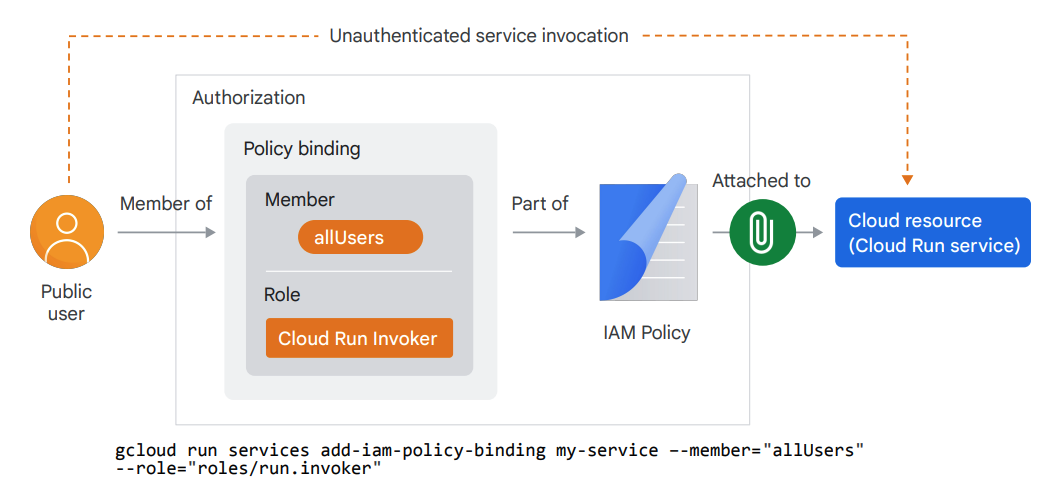 Unauthenticated service invocation
Authorization
Policy binding
Member of
Member
allUsers
Role
Cloud Run Invoker
Part of
Attached to
Cloud resource
(Cloud Run service)
Public
user
IAM Policy
gcloud run services add-iam-policy-binding my-service --member="allUsers"
--role="roles/run.invoker"